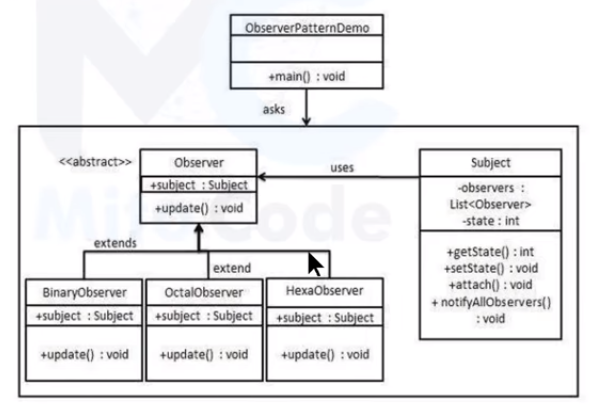 ObserverPatternDemo
+main() : void
asks
<<abstract>>
Observer
+subject : Subject
+update() : void
uses
Subject
-observers :
List<Observer>
-state : int
+getState() : int
+setState() : void
+attach() : void
+ notifyAllObservers()
: void
extends
extend
BinaryObserver
+subject : Subject
+update() : void
OctalObserver
+subject : Subject
+update() : void
HexaObserver
+subject : Subject
+update() : void